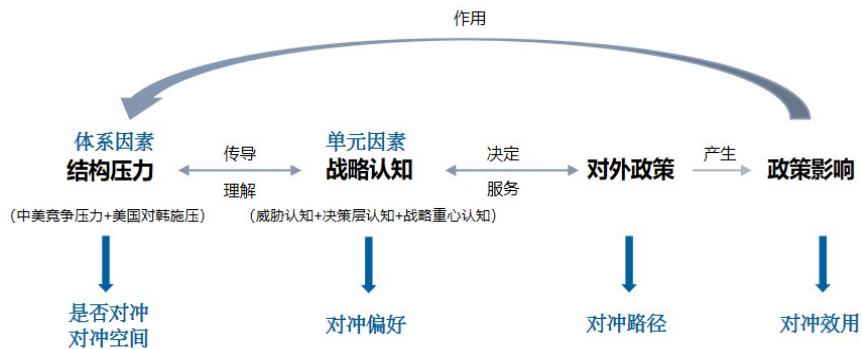 作用
体系因素
结构压力
传导
理解
单元因素
战略认知
决定
服务
对外政策
产生
政策影响
（中美竞争压力+美国对韩施压）
（威胁认知+决策层认知+战略重心认知）
是否对冲
对冲空间
对冲偏好
对冲路径
对冲效用